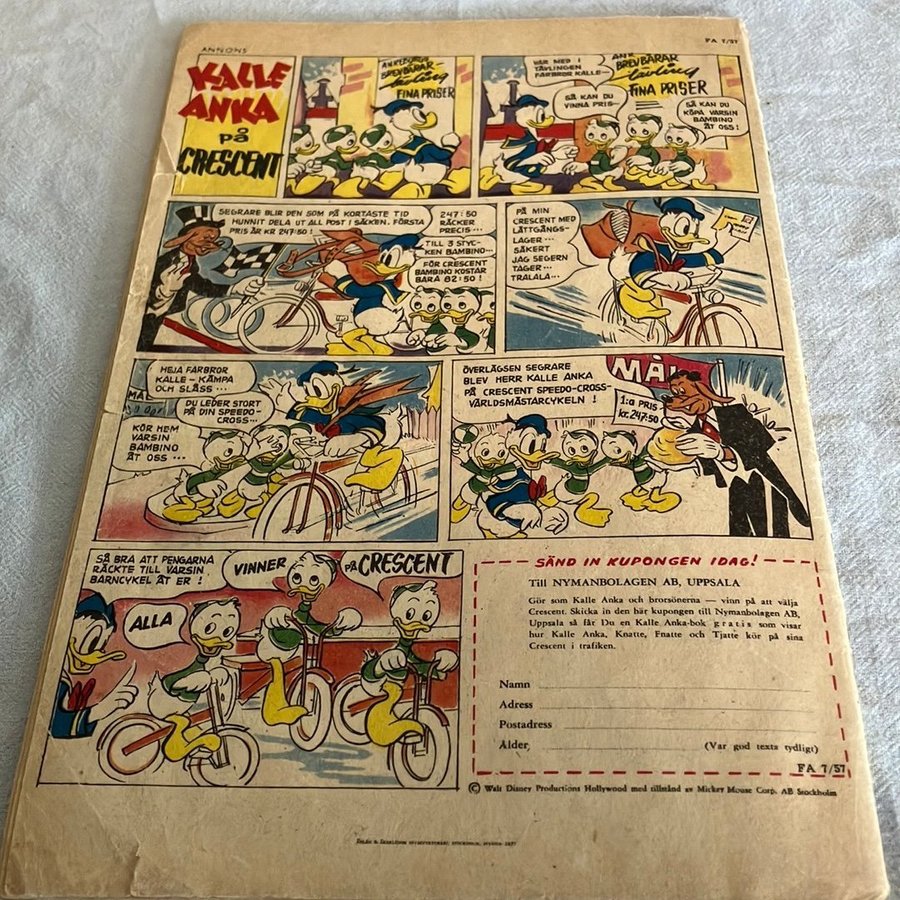 ANNONS
FA 7/57
KALLE
ANKA
på
CRESCENT
BREVBÄRAR-
tävling
FINA PRISER
VAR MED I
TÄVLINGEN
FARBROR KALLE--
SÅ KAN DU
VINNA PRIS--
BREVBÄRAR
tävling
FINA PRISER
SÅ KAN DU
KÖPA VARSIN
BAMBINO
ÅT OSS!
SEGRARE BLIR DEN SOM PÅ KORTASTE TID
HUNNIT DELA UT ALL POST I SÄCKEN. FÖRSTA
PRIS ÄR KR 247:50!
247:50
RÄCKER
PRECIS...
TILL 3 STYC-
KEN BAMBINO...
FÖR CRESCENT
BAMBINO KOSTAR
BARA 82:50!
PÅ MIN
CRESCENT MED
LÄTTGÅNGS-
LAGER...
SÄKERT
JAG SEGERN
TAGER...
TRALALA...
HEJA FARBROR
KALLE - KÄMPA
OCH SLÅSS...
DU LEDER STORT
PÅ DIN SPEEDO-
CROSS...
KÖR HEM
VARSIN
BAMBINO
ÅT OSS...
ÖVERLÄGSEN SEGRARE
BLEV HERR KALLE ANKA
PÅ CRESCENT SPEEDO-CROSS-
VÄRLDSMÄSTARCYKELN!
MÅL
1:a PRIS
kr. 247:50
SÅ BRA ATT PENGARNA
RÄCKTE TILL VARSIN
BARNCYKEL ÅT ER!
ALLA
VINNER
PÅ CRESCENT
SÄND IN KUPONGEN IDAG!
Till NYMANBOLAGEN AB, UPPSALA
Gör som Kalle Anka och brorsönerna — vinn på att välja
Crescent. Skicka in den här kupongen till Nymanbolagen AB,
Uppsala så får Du en Kalle Anka-bok gratis som visar
hur Kalle Anka, Knatte, Fnatte och Tjatte kör på sina
Crescent i trafiken.
Namn
Adress
Postadress
Ålder,
(Var god texta tydligt)
FA 7/57
© Walt Disney Productions Hollywood med tillstånd av Mickey Mouse Corp. AB Stockholm